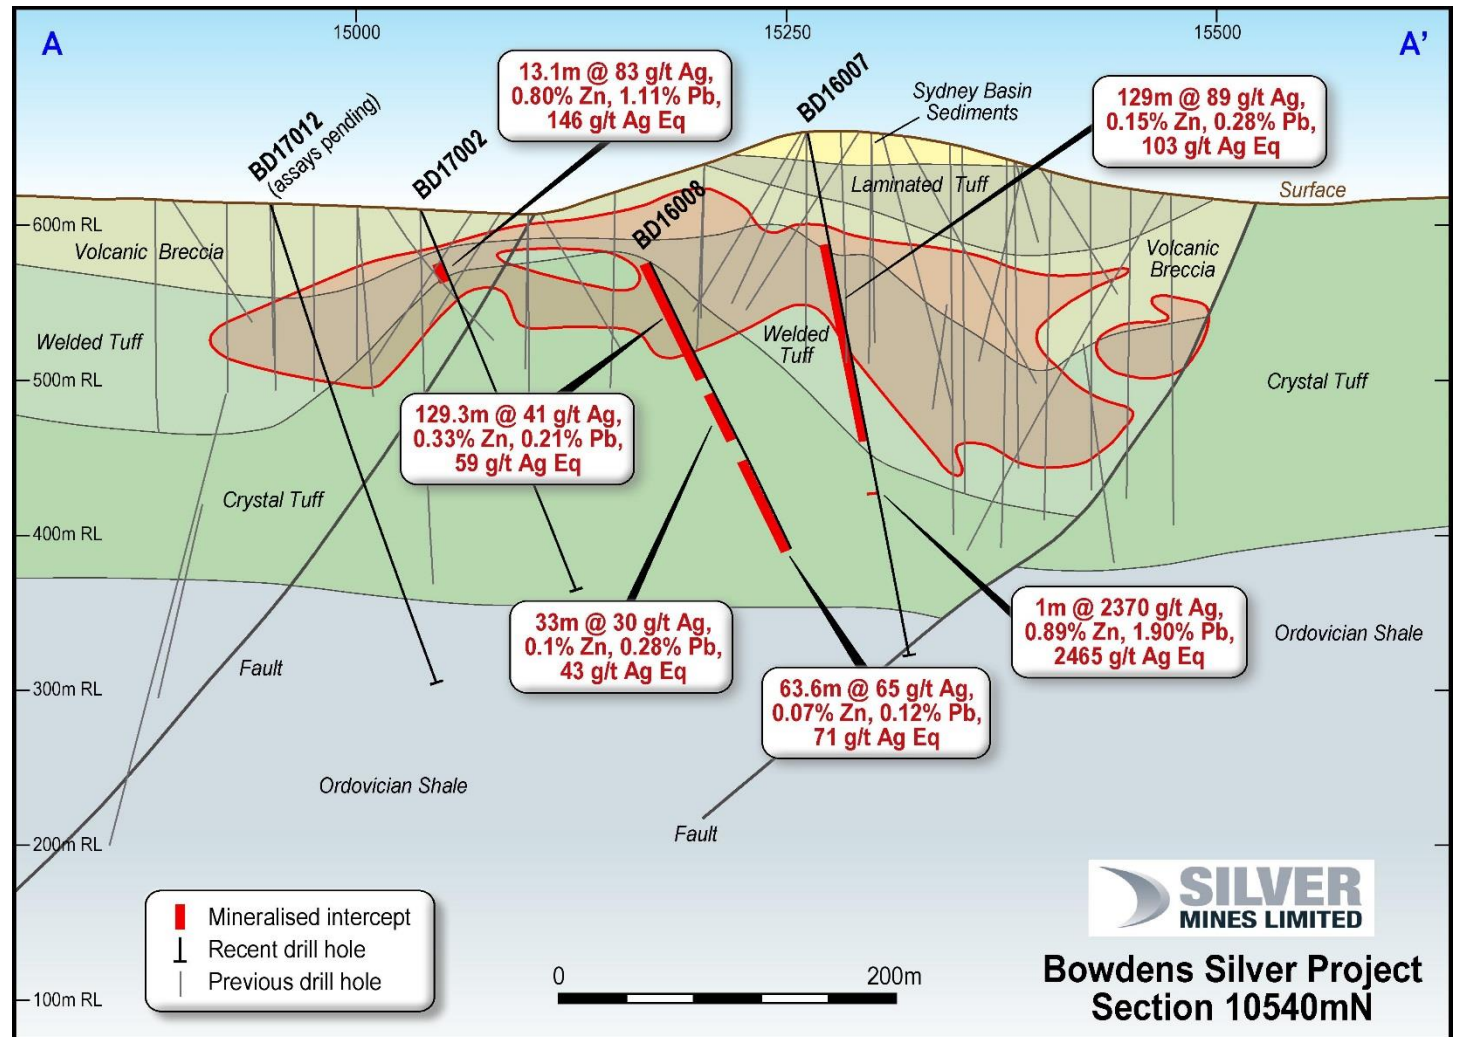 A
15000
15250
15500
A'
13.1m @ 83 g/t Ag,
0.80% Zn, 1.11% Pb,
146 g/t Ag Eq
BD16007
Sydney Basin
Sediments
129m @ 89 g/t Ag,
0.15% Zn, 0.28% Pb,
103 g/t Ag Eq
BD17012
(assays pending)
BD17002
Laminated Tuff
Surface
600m RL
BD16008
Volcanic Breccia
Volcanic
Breccia
Welded Tuff
Welded
Tuff
500m RL
Crystal Tuff
129.3m @ 41 g/t Ag,
0.33% Zn, 0.21% Pb,
59 g/t Ag Eq
Crystal Tuff
400m RL
33m @ 30 g/t Ag,
0.1% Zn, 0.28% Pb,
43 g/t Ag Eq
1m @ 2370 g/t Ag,
0.89% Zn, 1.90% Pb,
2465 g/t Ag Eq
Ordovician Shale
Fault
300m RL
63.6m @ 65 g/t Ag,
0.07% Zn, 0.12% Pb,
71 g/t Ag Eq
Ordovician Shale
Fault
200m RL
Mineralised intercept
Recent drill hole
Previous drill hole
0
200m
SILVER
MINES LIMITED
Bowdens Silver Project
Section 10540mN
100m RL